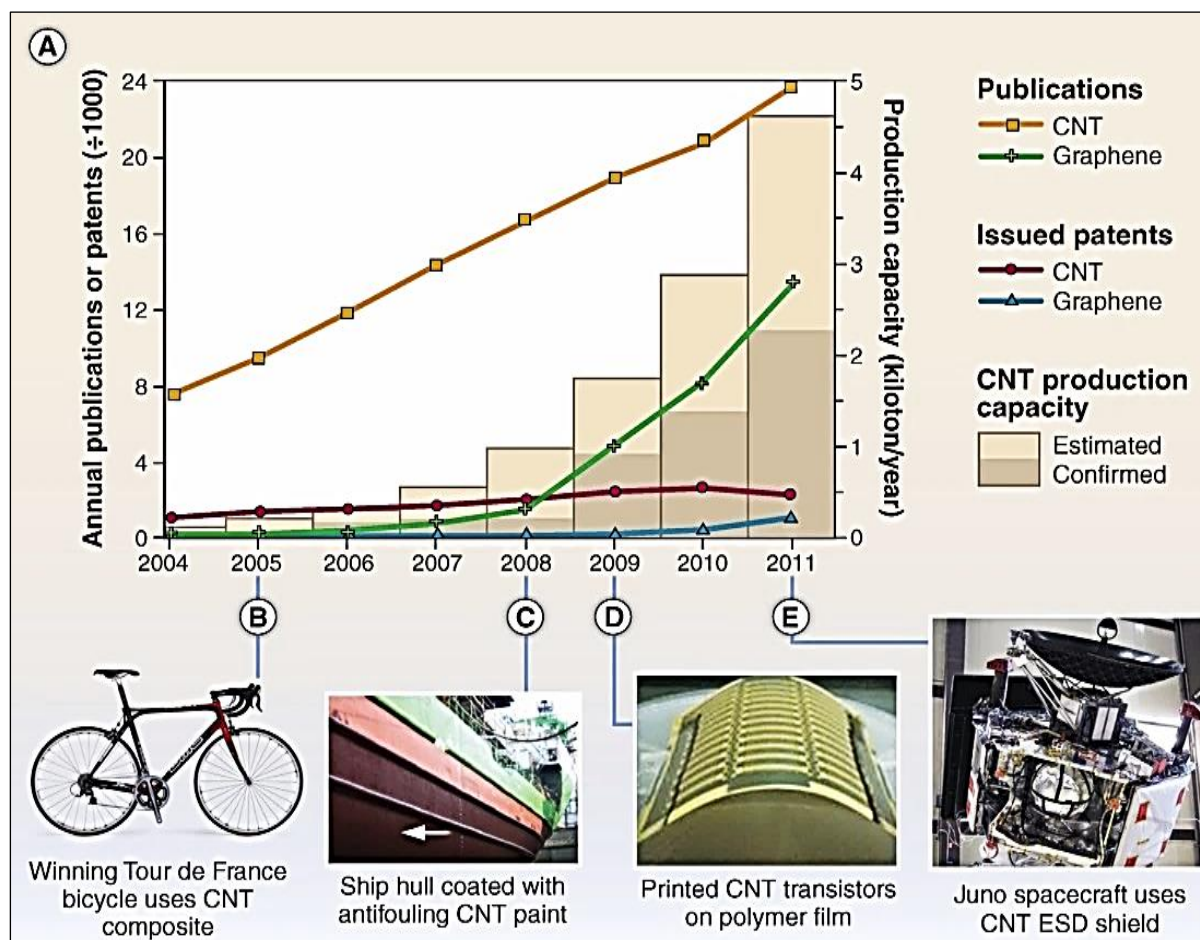 A
Annual publications or patents (÷1000)
24
20
16
12
8
4
0
2004 2005 2006 2007 2008 2009 2010 2011
5
4
3
2
1
0
Production capacity (kiloton/year)
Publications
CNT
Graphene
Issued patents
CNT
Graphene
CNT production
capacity
Estimated
Confirmed
B
C
D
E
Winning Tour de France
bicycle uses CNT
composite
Ship hull coated with
antifouling CNT paint
Printed CNT transistors
on polymer film
Juno spacecraft uses
CNT ESD shield